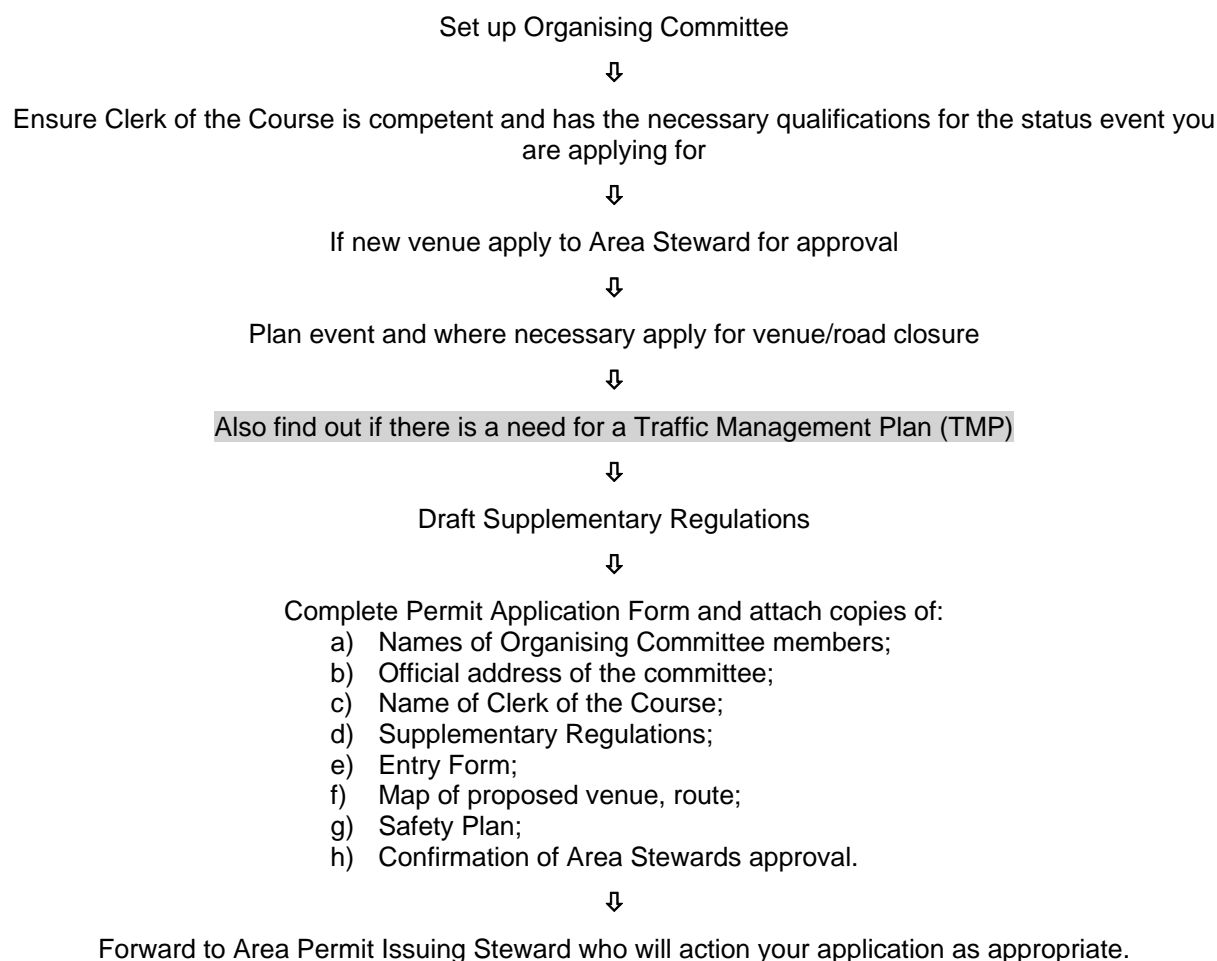 Set up Organising Committee
⇩
Ensure Clerk of the Course is competent and has the necessary qualifications for the status event you
are applying for
⇩
If new venue apply to Area Steward for approval
⇩
Plan event and where necessary apply for venue/road closure
⇩
Also find out if there is a need for a Traffic Management Plan (TMP)
⇩
Draft Supplementary Regulations
⇩
Complete Permit Application Form and attach copies of:
a) Names of Organising Committee members;
b) Official address of the committee;
c) Name of Clerk of the Course;
d) Supplementary Regulations;
e) Entry Form;
f) Map of proposed venue, route;
g) Safety Plan;
h) Confirmation of Area Stewards approval.
⇩
Forward to Area Permit Issuing Steward who will action your application as appropriate.